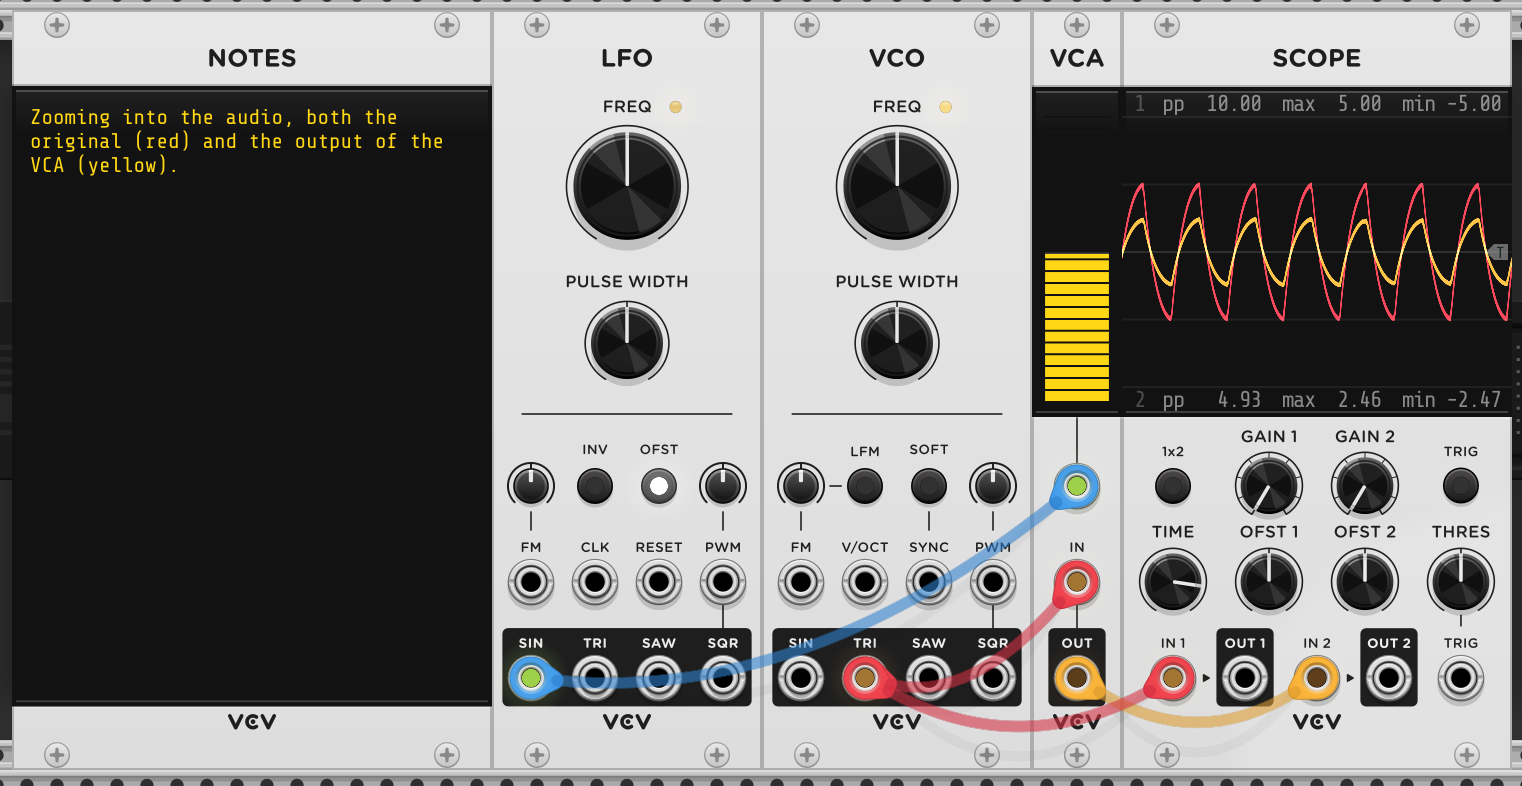 NOTES
Zooming into the audio, both the
original (red) and the output of the
VCA (yellow).
VCV
LFO
FREQ
PULSE WIDTH
INV OFST
FM CLK RESET PWM
SIN TRI SAW SQR
VCV
VCO
FREQ
PULSE WIDTH
LFM SOFT
FM V/OCT SYNC PWM
SIN TRI SAW SQR
VCV
VCA
IN
OUT
VCV
SCOPE
1 pp 10.00 max 5.00 min -5.00
T
2 pp 4.93 max 2.46 min -2.47
1x2 GAIN 1 GAIN 2 TRIG
TIME OFST 1 OFST 2 THRES
IN 1 OUT 1 IN 2 OUT 2 TRIG
VCV